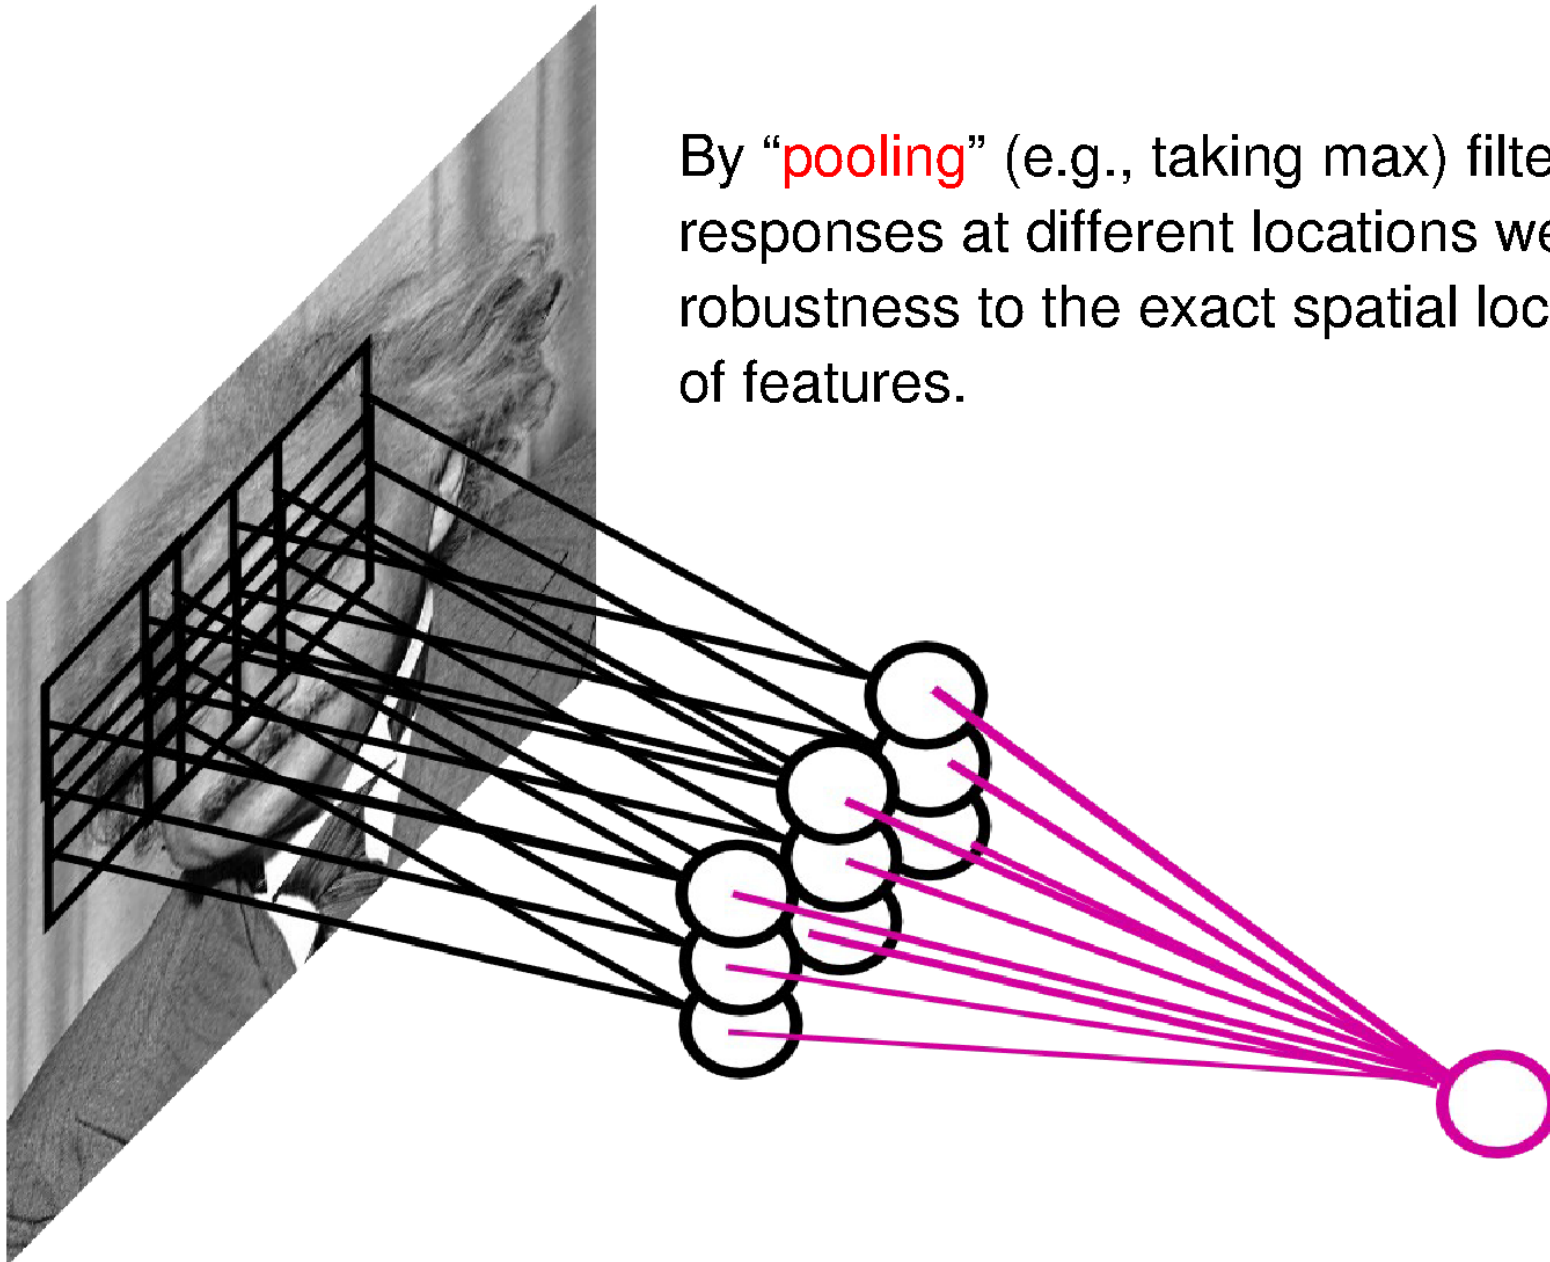 By “pooling” (e.g., taking max) filte
responses at different locations we
robustness to the exact spatial loc
of features.